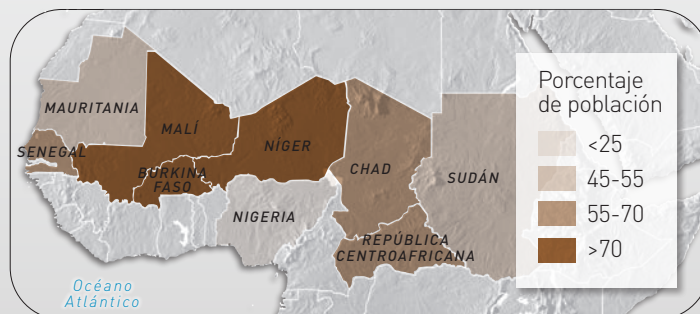 MAURITANIA
MALÍ
NÍGER
SENEGAL
BURKINA
FASO
CHAD
SUDÁN
NIGERIA
REPÚBLICA
CENTROAFRICANA
Océano
Atlántico
Porcentaje
de población
<25
45-55
55-70
>70